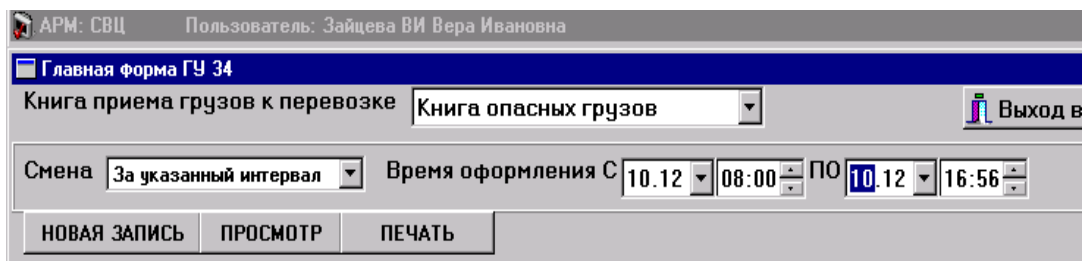 АРМ: СВЦ Пользователь: Зайцева ВИ Вера Ивановна
Главная форма ГУ 34
Книга приема грузов к перевозке Книга опасных грузов Выход в
Смена За указанный интервал Время оформления С 10.12 08:00 ПО 10.12 16:56
НОВАЯ ЗАПИСЬ ПРОСМОТР ПЕЧАТЬ